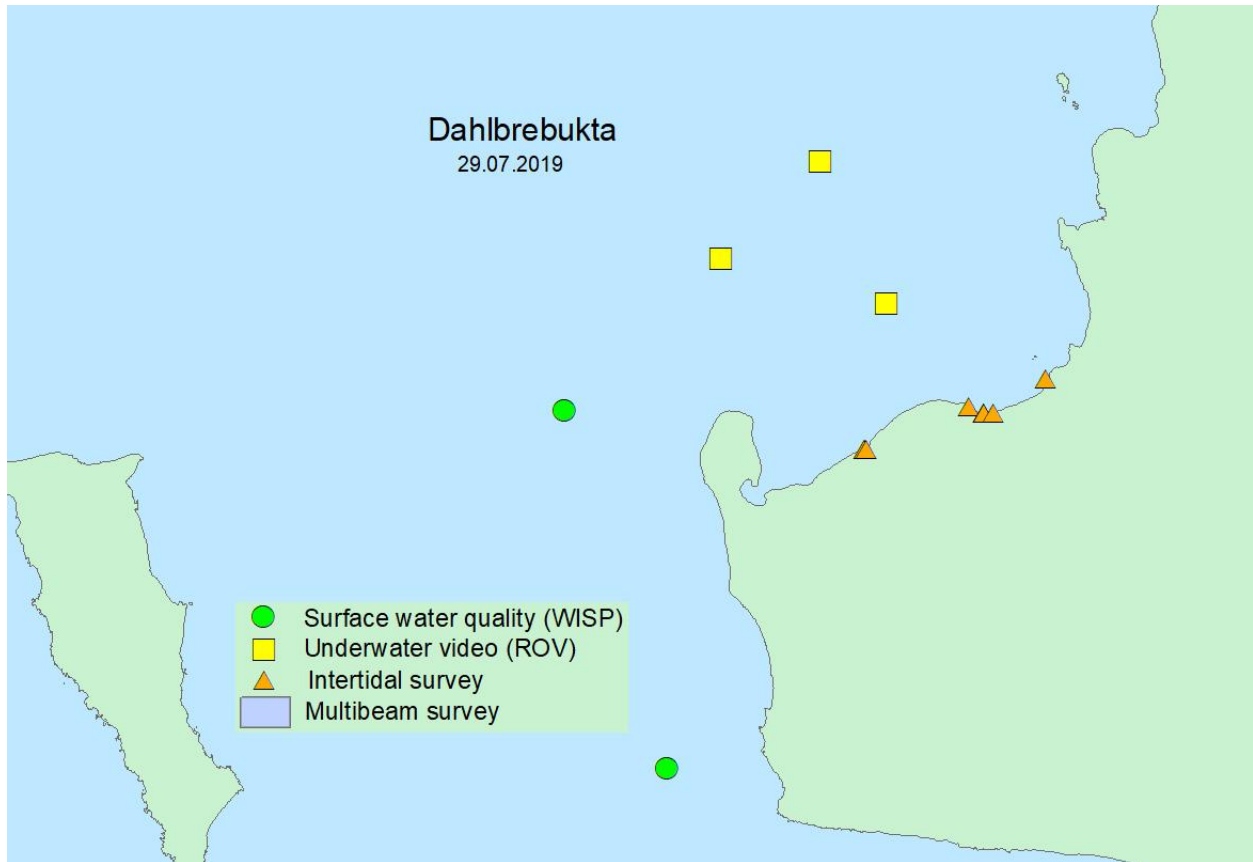 Dahlbrebukta
29.07.2019
Surface water quality (WISP)
Underwater video (ROV)
Intertidal survey
Multibeam survey